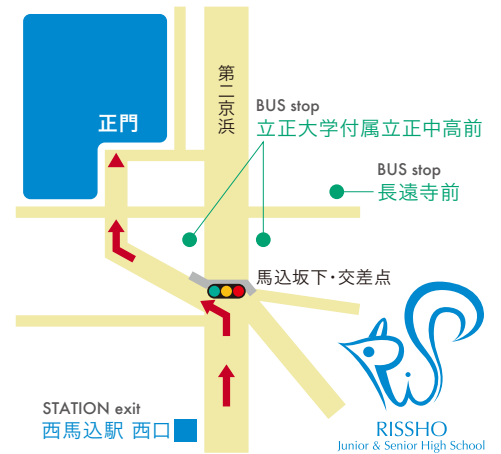 正門
第二京浜
BUS stop
立正大学付属立正中高前
BUS stop
長遠寺前
馬込坂下・交差点
STATION exit
西馬込駅 西口
RISSHO
Junior & Senior High School